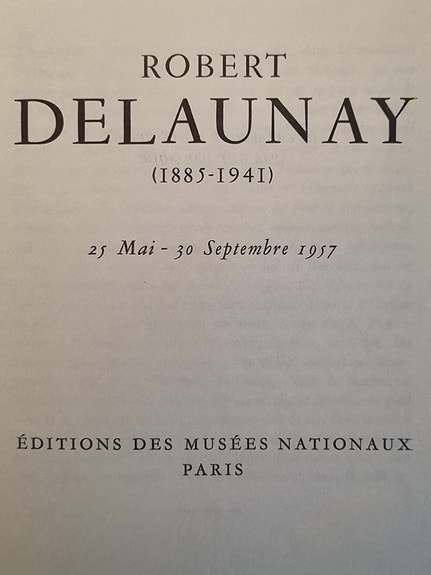 ROBERT
DELAUNAY
(1885-1941)
25 Mai - 30 Septembre 1957
ÉDITIONS DES MUSÉES NATIONAUX
PARIS